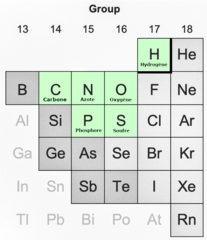 Group
13 14 15 16 17 18
H He
Hydrogène
B C N O F Ne
Carbone Azote Oxygène
Al Si P S Cl Ar
Phosphore Soufre
Ga Ge As Se Br Kr
In Sn Sb Te I Xe
Tl Pb Bi Po At Rn